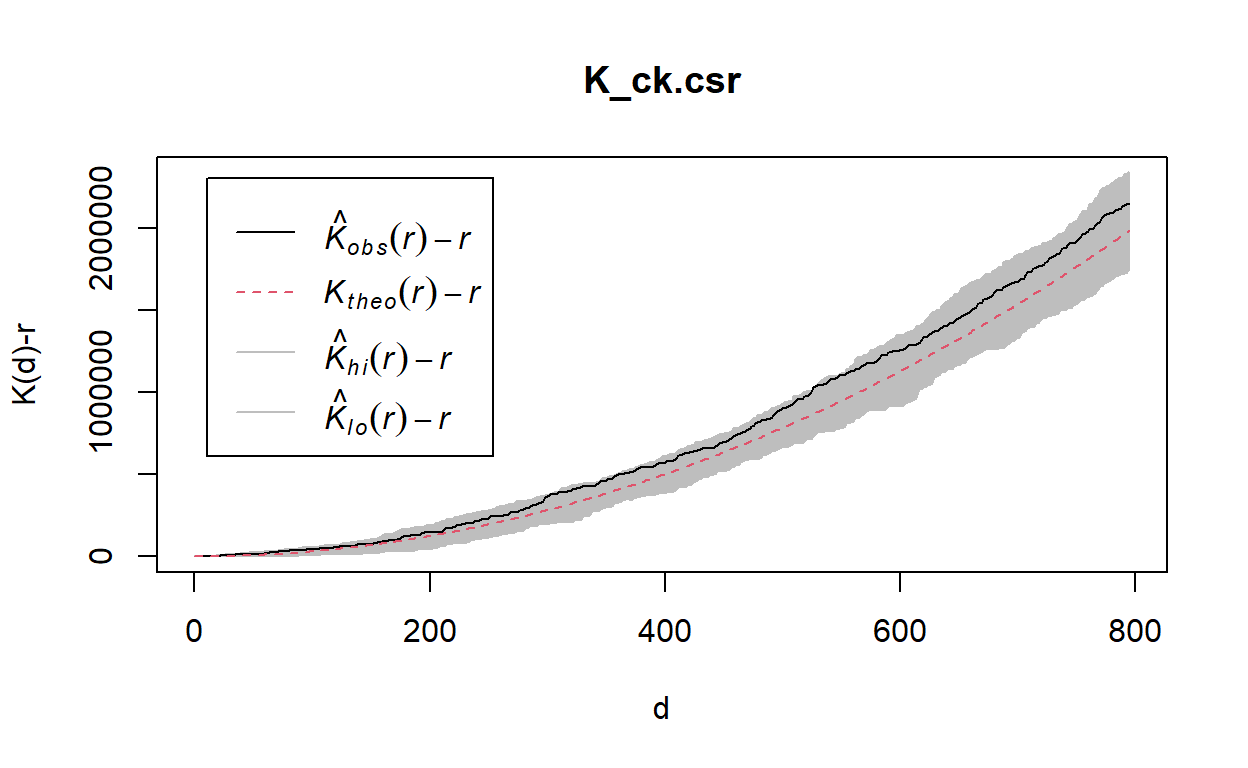 K_ck.csr
K̂obs(r) − r
Ktheo(r) − r
K̂hi(r) − r
K̂lo(r) − r
K(d)-r
2000000
1000000
0
0 200 400 600 800
d